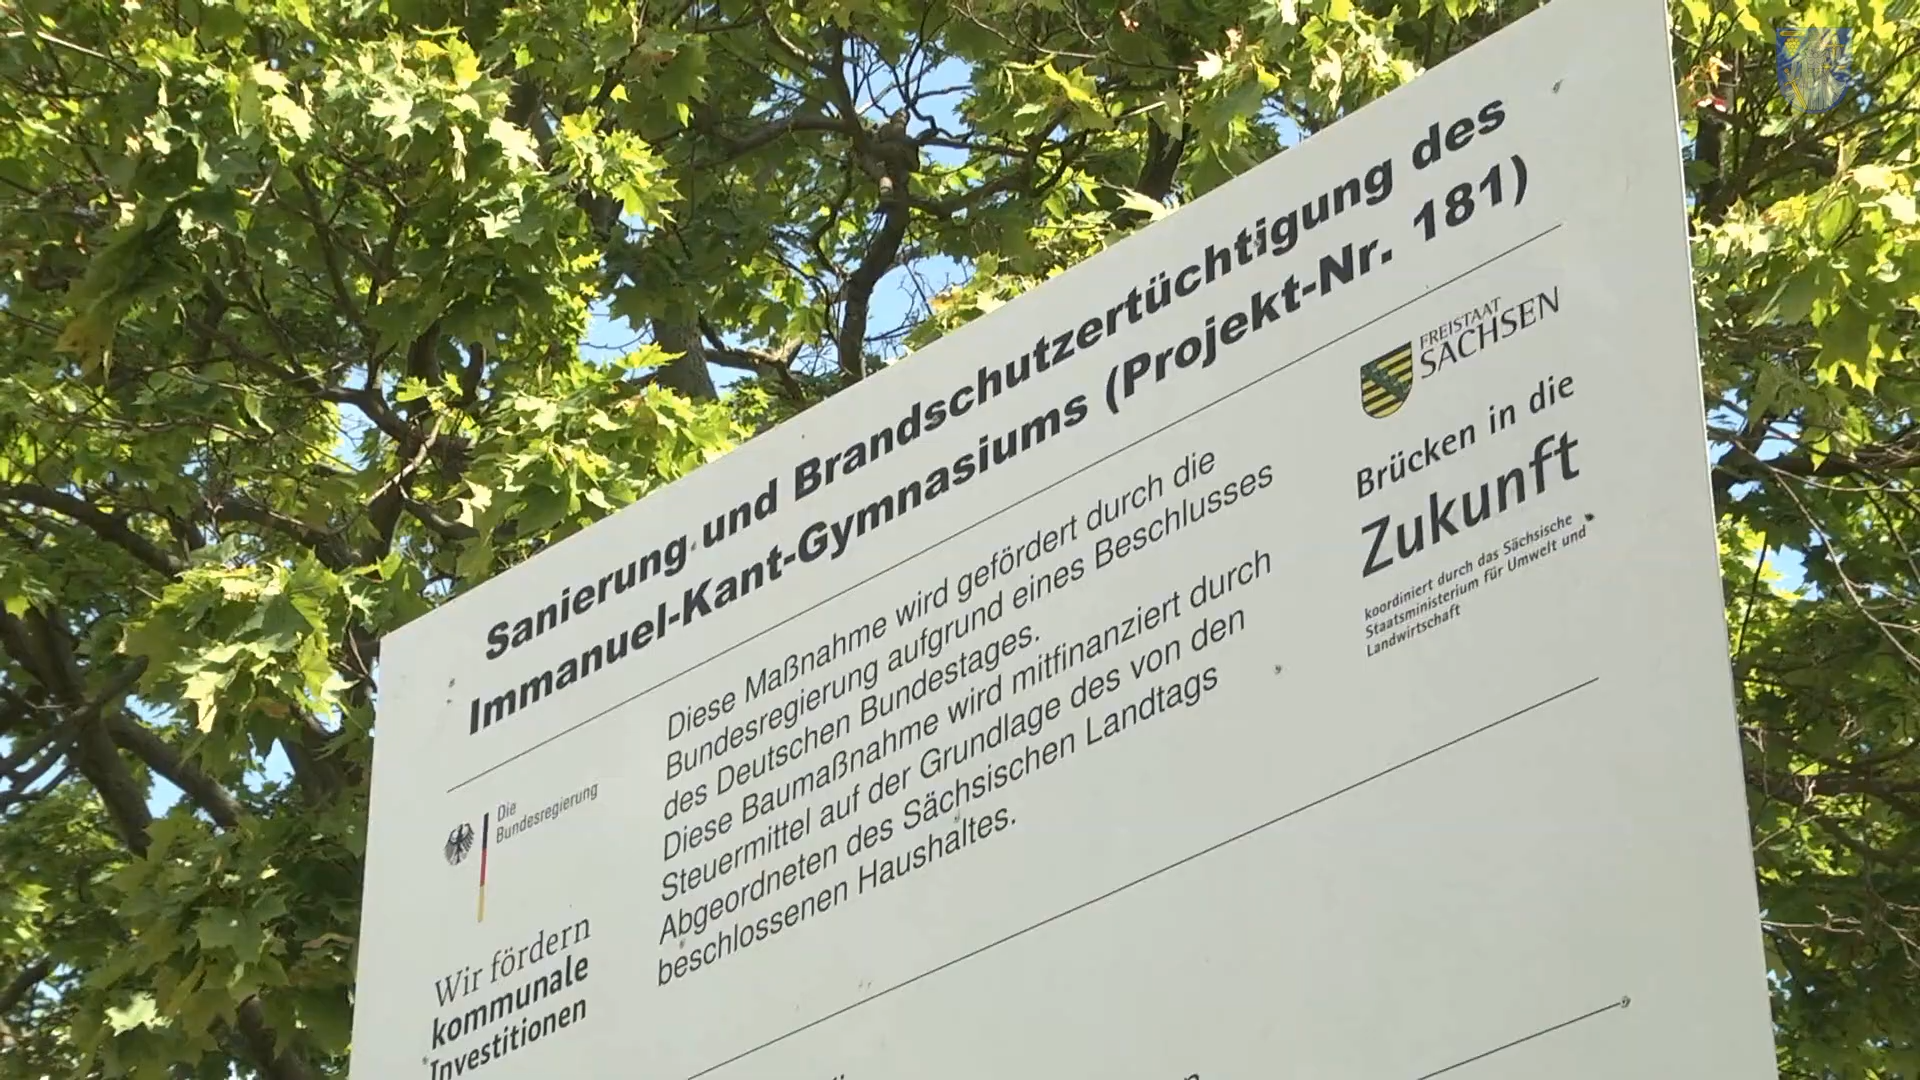 Sanierung und Brandschutzertüchtigung des
Immanuel-Kant-Gymnasiums (Projekt-Nr. 181)
Die
Bundesregierung
Wir fördern
kommunale
Investitionen
Diese Maßnahme wird gefördert durch die
Bundesregierung aufgrund eines Beschlusses
des Deutschen Bundestages.
Diese Baumaßnahme wird mitfinanziert durch
Steuermittel auf der Grundlage des von den
Abgeordneten des Sächsischen Landtags
beschlossenen Haushaltes.
FREISTAAT
SACHSEN
Brücken in die
Zukunft
koordiniert durch das Sächsische
Staatsministerium für Umwelt und
Landwirtschaft